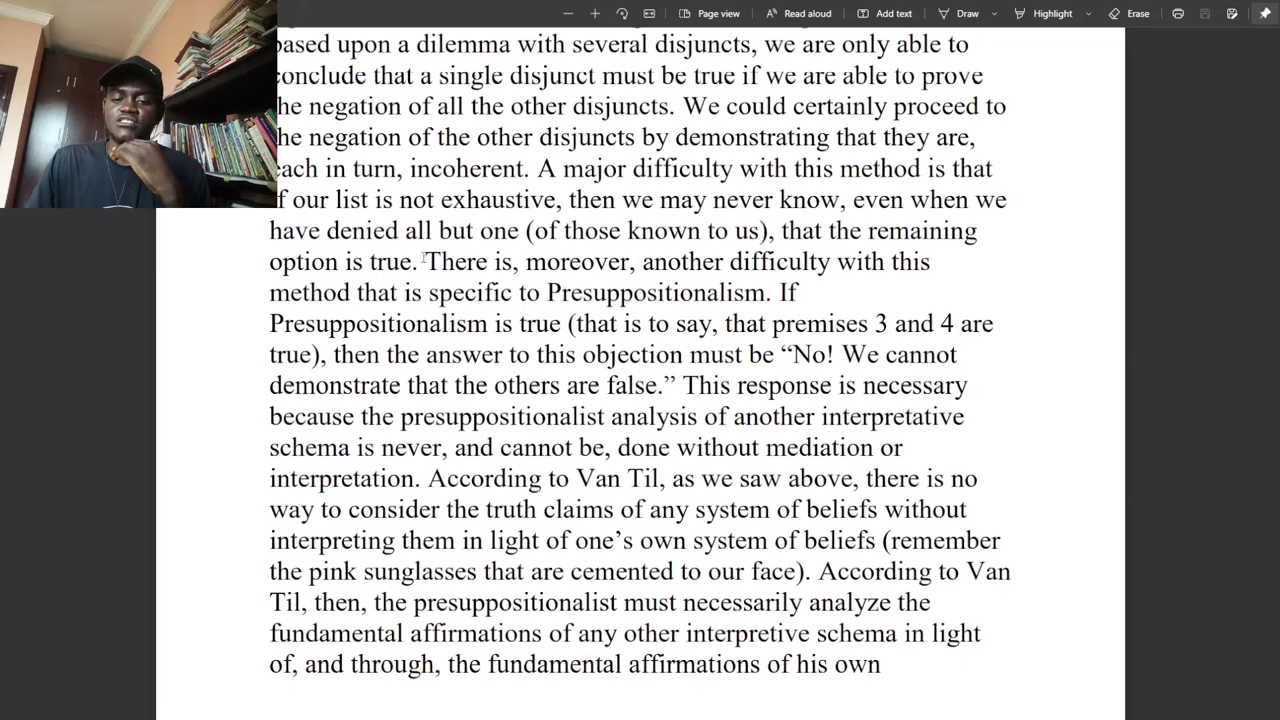 Page view
Read aloud
Add text
Draw
Highlight
Erase
based upon a dilemma with several disjuncts, we are only able to
conclude that a single disjunct must be true if we are able to prove
the negation of all the other disjuncts. We could certainly proceed to
the negation of the other disjuncts by demonstrating that they are,
each in turn, incoherent. A major difficulty with this method is that
if our list is not exhaustive, then we may never know, even when we
have denied all but one (of those known to us), that the remaining
option is true. There is, moreover, another difficulty with this
method that is specific to Presuppositionalism. If
Presuppositionalism is true (that is to say, that premises 3 and 4 are
true), then the answer to this objection must be “No! We cannot
demonstrate that the others are false.” This response is necessary
because the presuppositionalist analysis of another interpretative
schema is never, and cannot be, done without mediation or
interpretation. According to Van Til, as we saw above, there is no
way to consider the truth claims of any system of beliefs without
interpreting them in light of one’s own system of beliefs (remember
the pink sunglasses that are cemented to our face). According to Van
Til, then, the presuppositionalist must necessarily analyze the
fundamental affirmations of any other interpretive schema in light
of, and through, the fundamental affirmations of his own